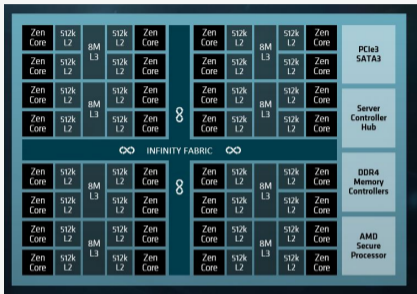 Zen Core 512k L2 8M L3 512k L2 Zen Core Zen Core 512k L2 8M L3 512k L2 Zen Core
Zen Core 512k L2 512k L2 Zen Core Zen Core 512k L2 512k L2 Zen Core
Zen Core 512k L2 8M L3 512k L2 Zen Core Zen Core 512k L2 8M L3 512k L2 Zen Core
Zen Core 512k L2 512k L2 Zen Core Zen Core 512k L2 512k L2 Zen Core
INFINITY FABRIC
Zen Core 512k L2 8M L3 512k L2 Zen Core Zen Core 512k L2 8M L3 512k L2 Zen Core
Zen Core 512k L2 512k L2 Zen Core Zen Core 512k L2 512k L2 Zen Core
Zen Core 512k L2 8M L3 512k L2 Zen Core Zen Core 512k L2 8M L3 512k L2 Zen Core
Zen Core 512k L2 512k L2 Zen Core Zen Core 512k L2 512k L2 Zen Core
PCIe3
SATA3
Server
Controller
Hub
DDR4
Memory
Controllers
AMD
Secure
Processor